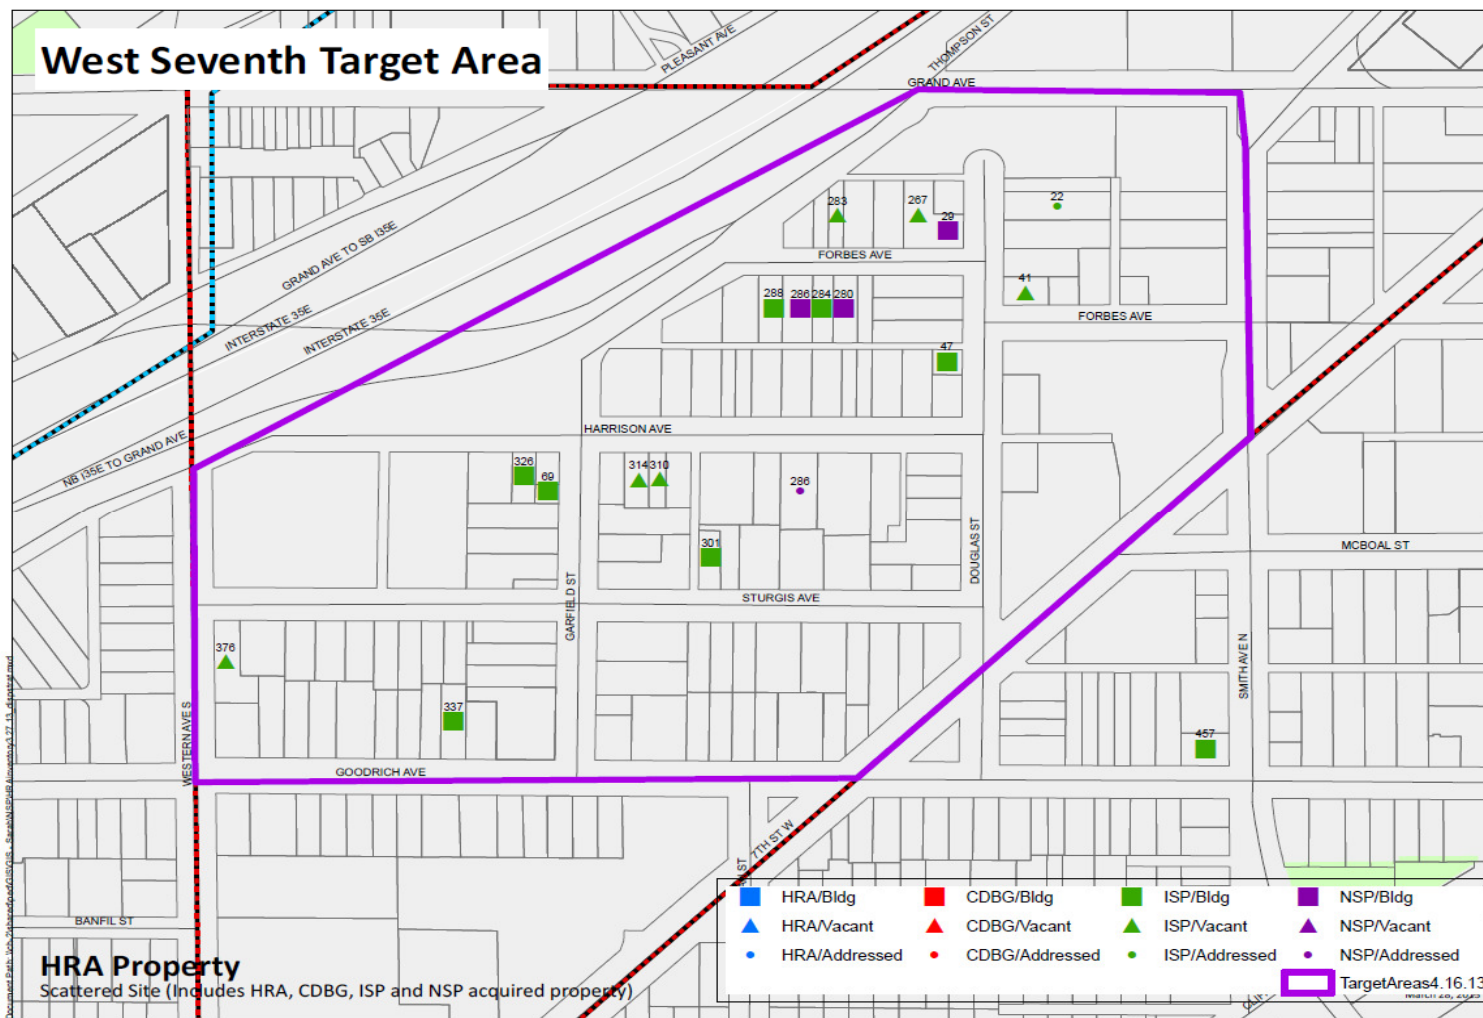 West Seventh Target Area
PLEASANT AVE
THOMPSON ST
GRAND AVE
283
267
29
22
GRAND AVE TO SB I35E
FORBES AVE
41
288
286
284
280
INTERSTATE 35E
INTERSTATE 35E
FORBES AVE
47
HARRISON AVE
NB I35E TO GRAND AVE
326
69
314
310
286
301
MCBOAL ST
DOUGLAS ST
STURGIS AVE
GARFIELD ST
376
SMITH AVE N
337
WESTERN AVE S
457
GOODRICH AVE
7TH ST W
ST
BANFIL ST
HRA/Bldg
CDBG/Bldg
ISP/Bldg
NSP/Bldg
HRA/Vacant
CDBG/Vacant
ISP/Vacant
NSP/Vacant
HRA/Addressed
CDBG/Addressed
ISP/Addressed
NSP/Addressed
TargetAreas4.16.13
HRA Property
Scattered Site (Includes HRA, CDBG, ISP and NSP acquired property)